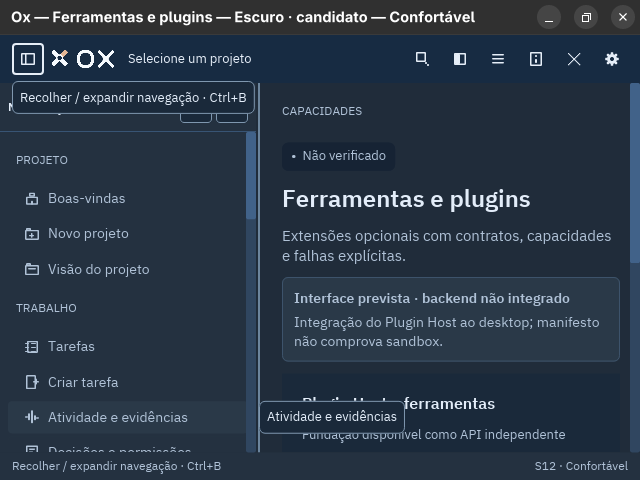 Ox — Ferramentas e plugins — Escuro · candidato — Confortável
OX
Selecione um projeto
Recolher / expandir navegação · Ctrl+B
CAPACIDADES
• Não verificado
Ferramentas e plugins
Extensões opcionais com contratos, capacidades
e falhas explícitas.
Interface prevista · backend não integrado
Integração do Plugin Host ao desktop; manifesto
não comprova sandbox.
ferramentas
Fundação disponível como API independente
PROJETO
Boas-vindas
Novo projeto
Visão do projeto
TRABALHO
Tarefas
Criar tarefa
Atividade e evidências
Atividade e evidências
Decisões e permissões
Recolher / expandir navegação · Ctrl+B
S12 · Confortável